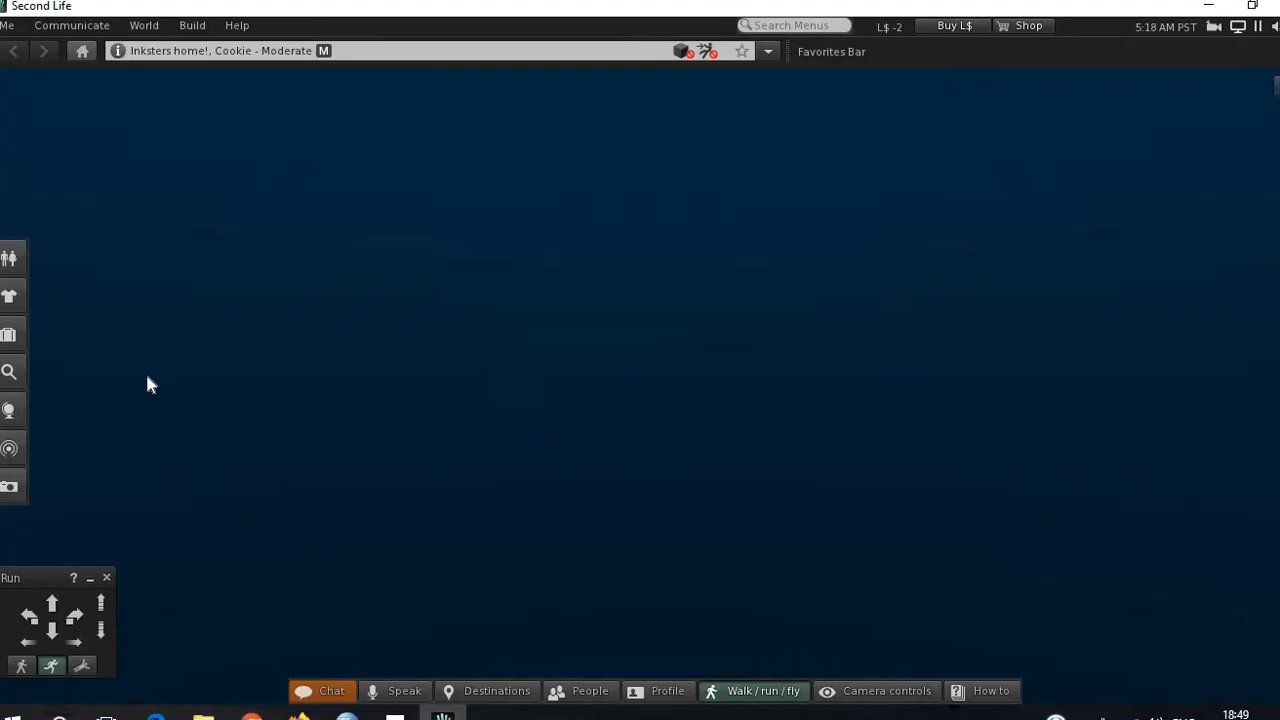 Second Life
Me Communicate World Build Help Search Menus L$ -2 Buy L$ Shop 5:18 AM PST
Inksters home!, Cookie - Moderate M Favorites Bar
Run ?
Chat Speak Destinations People Profile Walk / run / fly Camera controls How to
18:49